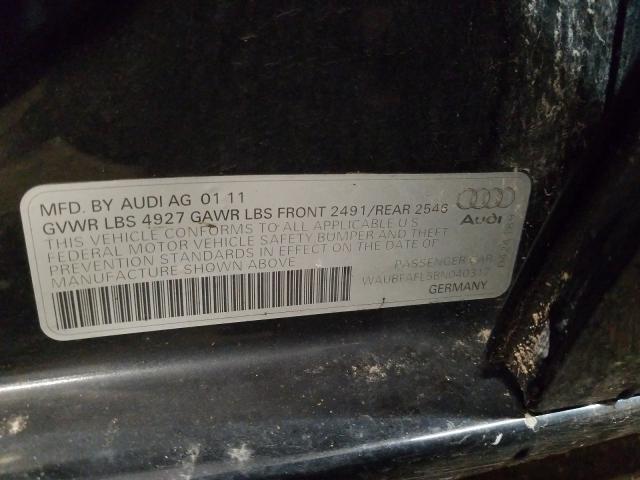 MFD. BY AUDI AG 01 11
GVWR LBS 4927 GAWR LBS FRONT 2491/REAR 2546
THIS VEHICLE CONFORMS TO ALL APPLICABLE U.S
FEDERAL MOTOR VEHICLE SAFETY BUMPER AND THEFT
PREVENTION STANDARDS IN EFFECT ON THE DATE OF
MANUFACTURE SHOWN ABOVE
PASSENGER CAR
WAUBFAFL5BN040317
GERMANY
Audi